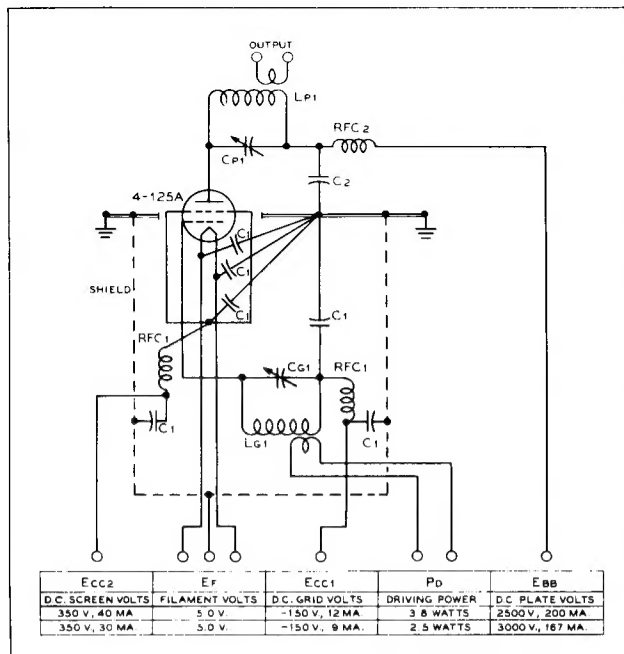 OUTPUT
LP1
CP1
RFC2
C2
4-125A
C1
C1
C1
SHIELD
RFC1
C1
CG1
RFC1
C1
LG1
C1
ECC2 EF ECC1 PD EBB
D.C. SCREEN VOLTS FILAMENT VOLTS D.C. GRID VOLTS DRIVING POWER D.C. PLATE VOLTS
350 V, 40 MA. 5.0 V. -150 V, 12 MA. 3.8 WATTS 2500 V, 200 MA.
350 V, 30 MA. 5.0 V. -150 V, 9 MA. 2.5 WATTS 3000 V, 167 MA.